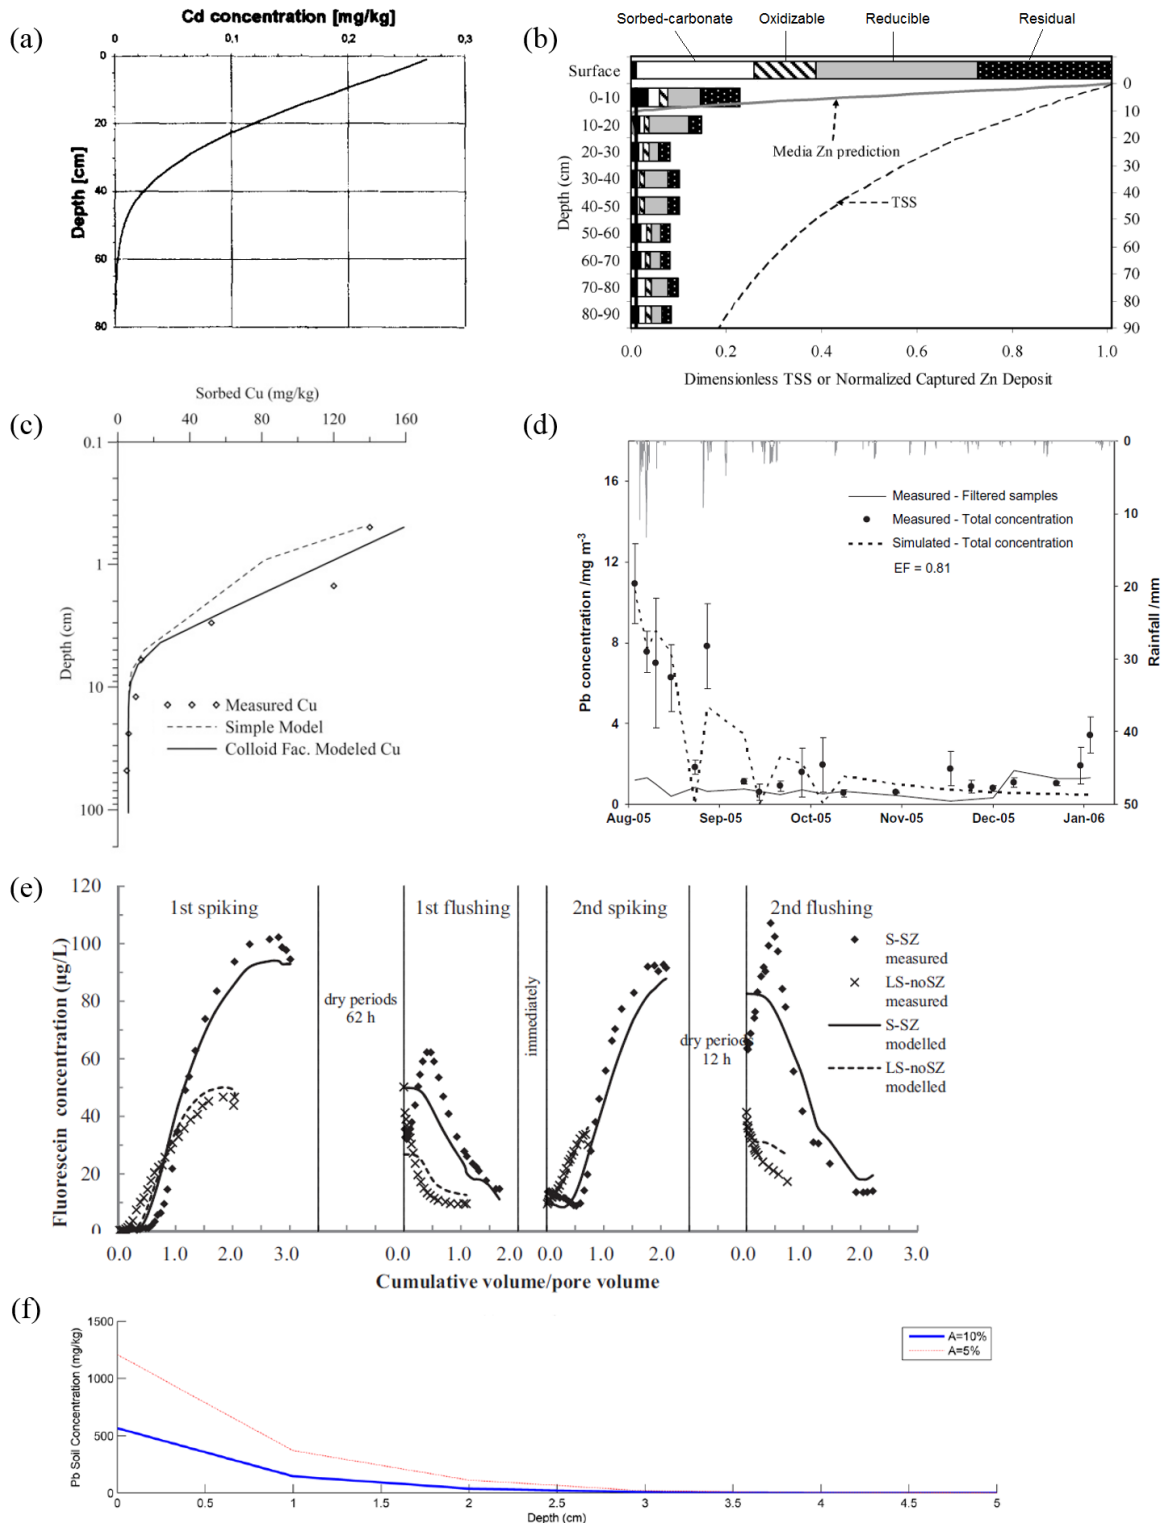 (a)
Cd concentration [mg/kg]
0 0,1 0,2 0,3
0
20
40
60
80
Depth [cm]
(b)
Sorbed-carbonate Oxidizable Reducible Residual
Surface
0-10
10-20
20-30
30-40
40-50
50-60
60-70
70-80
80-90
Depth (cm)
Media Zn prediction
TSS
0
10
20
30
40
50
60
70
80
90
0.0 0.2 0.4 0.6 0.8 1.0
Dimensionless TSS or Normalized Captured Zn Deposit
(c)
Sorbed Cu (mg/kg)
0 40 80 120 160
0.1
1
10
100
Depth (cm)
Measured Cu
Simple Model
Colloid Fac. Modeled Cu
(d)
16
12
8
4
0
Pb concentration /mg m-3
Measured - Filtered samples
Measured - Total concentration
Simulated - Total concentration
EF = 0.81
0
10
20
30
40
50
Rainfall /mm
Aug-05 Sep-05 Oct-05 Nov-05 Dec-05 Jan-06
(e)
120
100
80
60
40
20
0
Fluorescein concentration (µg/L)
1st spiking
dry periods
62 h
1st flushing
immediately
2nd spiking
dry periods
12 h
2nd flushing
S-SZ
measured
LS-noSZ
measured
S-SZ
modelled
LS-noSZ
modelled
0.0 1.0 2.0 3.0 0.0 1.0 2.0 0.0 1.0 2.0 0.0 1.0 2.0 3.0
Cumulative volume/pore volume
(f)
1500
1000
500
0
Pb Soil Concentration (mg/kg)
A=10%
A=5%
0 0.5 1 1.5 2 2.5 3 3.5 4 4.5 5
Depth (cm)